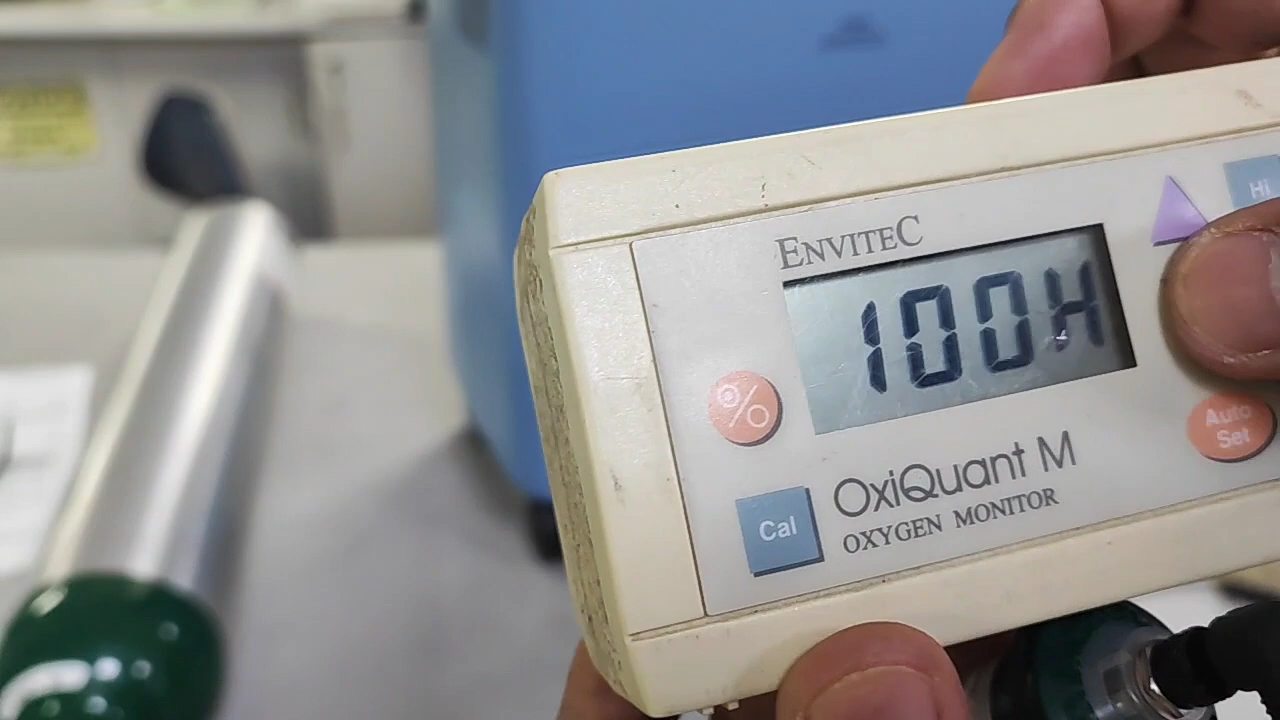 ENVITEC
Hi
100H
%
Auto
Set
Cal
OxiQuant M
OXYGEN MONITOR